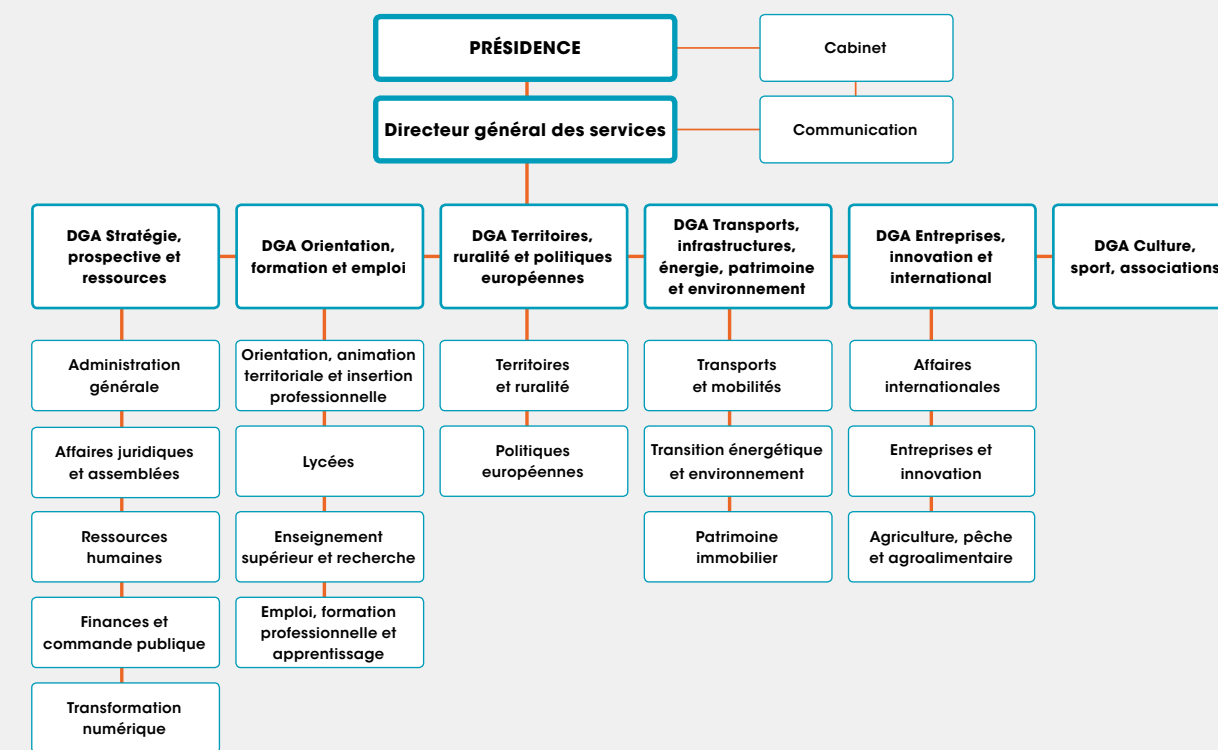 PRÉSIDENCE
Cabinet
Directeur général des services
Communication
DGA Stratégie,
prospective et
ressources
DGA Orientation,
formation et emploi
DGA Territoires,
ruralité et politiques
européennes
DGA Transports,
infrastructures,
énergie, patrimoine
et environnement
DGA Entreprises,
innovation et
international
DGA Culture,
sport, associations
Administration
générale
Affaires juridiques
et assemblées
Ressources
humaines
Finances et
commande publique
Transformation
numérique
Orientation, animation
territoriale et insertion
professionnelle
Lycées
Enseignement
supérieur et recherche
Emploi, formation
professionnelle et
apprentissage
Territoires
et ruralité
Politiques
européennes
Transports
et mobilités
Transition énergétique
et environnement
Patrimoine
immobilier
Affaires
internationales
Entreprises et
innovation
Agriculture, pêche
et agroalimentaire